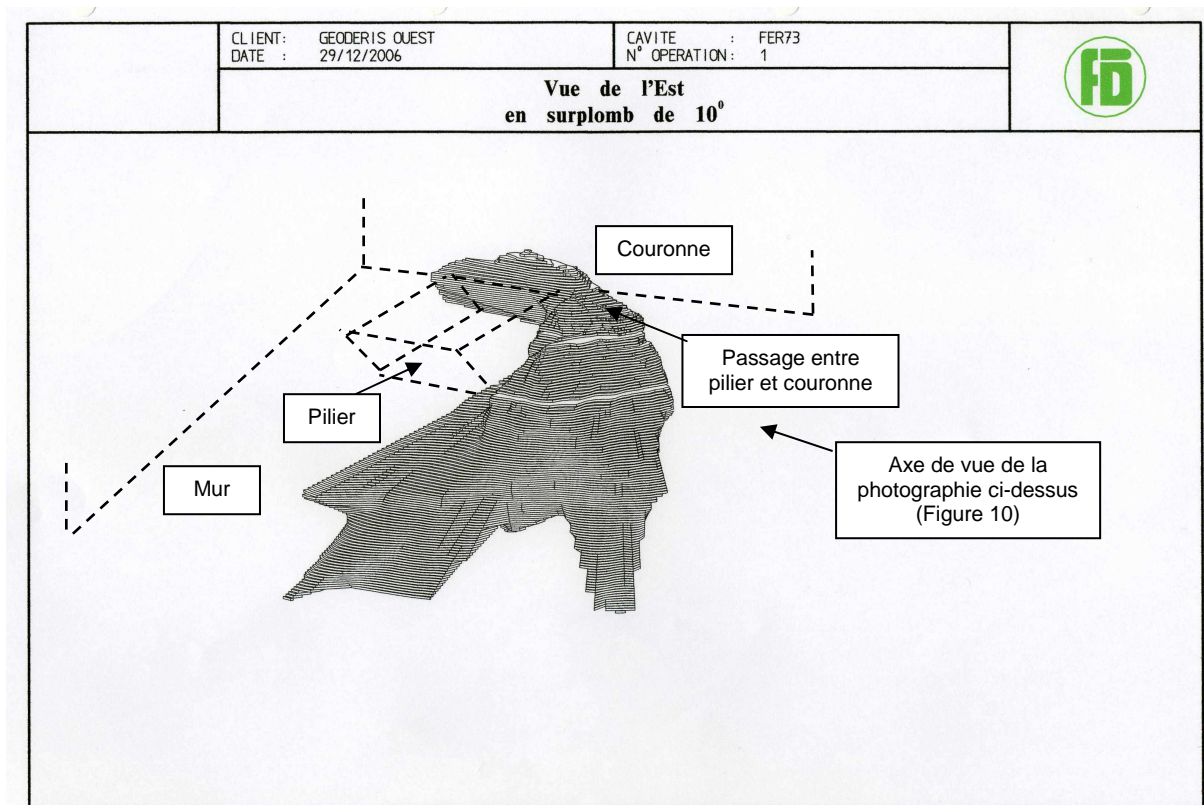 CLIENT: GEODERIS OUEST
DATE : 29/12/2006
CAVITE : FER73
N° OPERATION : 1
Vue de l'Est
en surplomb de 10⁰
Couronne
Passage entre
pilier et couronne
Pilier
Mur
Axe de vue de la
photographie ci-dessus
(Figure 10)